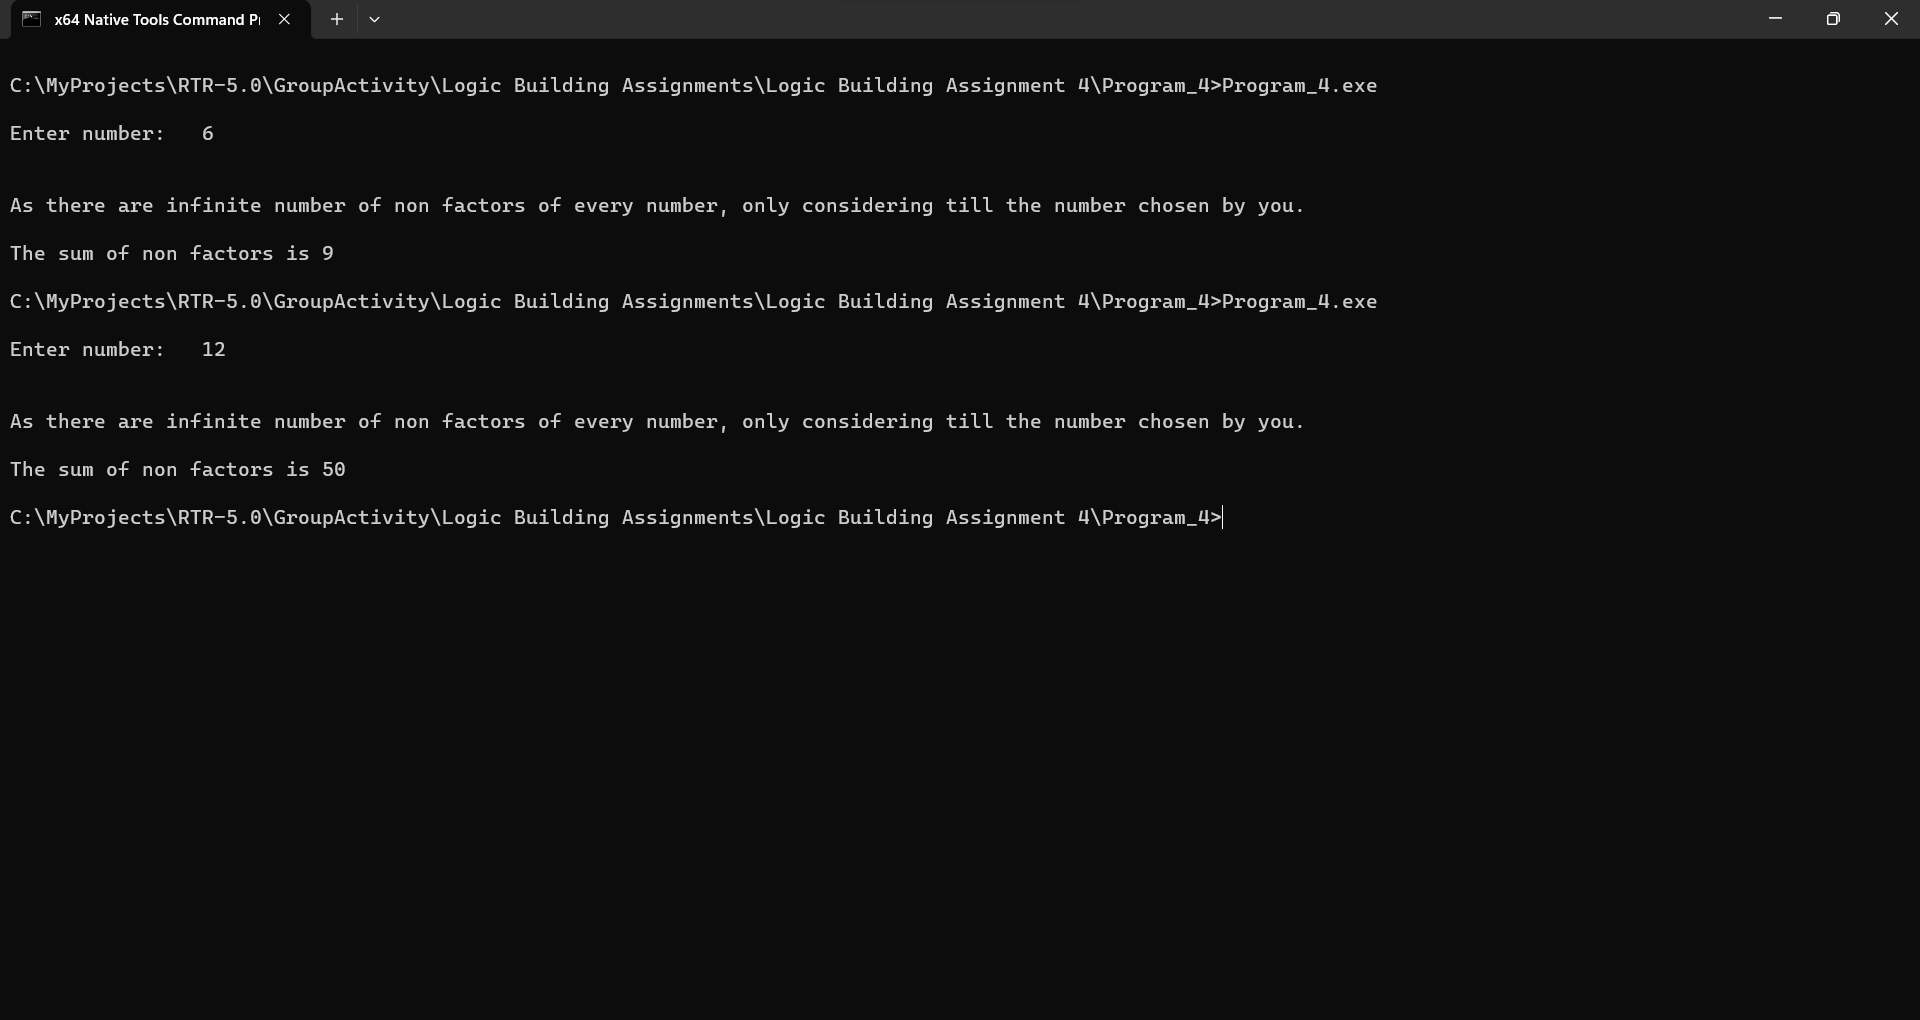 x64 Native Tools Command P
C:\MyProjects\RTR-5.0\GroupActivity\Logic Building Assignments\Logic Building Assignment 4\Program_4>Program_4.exe
Enter number:   6
As there are infinite number of non factors of every number, only considering till the number chosen by you.
The sum of non factors is 9
C:\MyProjects\RTR-5.0\GroupActivity\Logic Building Assignments\Logic Building Assignment 4\Program_4>Program_4.exe
Enter number:   12
As there are infinite number of non factors of every number, only considering till the number chosen by you.
The sum of non factors is 50
C:\MyProjects\RTR-5.0\GroupActivity\Logic Building Assignments\Logic Building Assignment 4\Program_4>